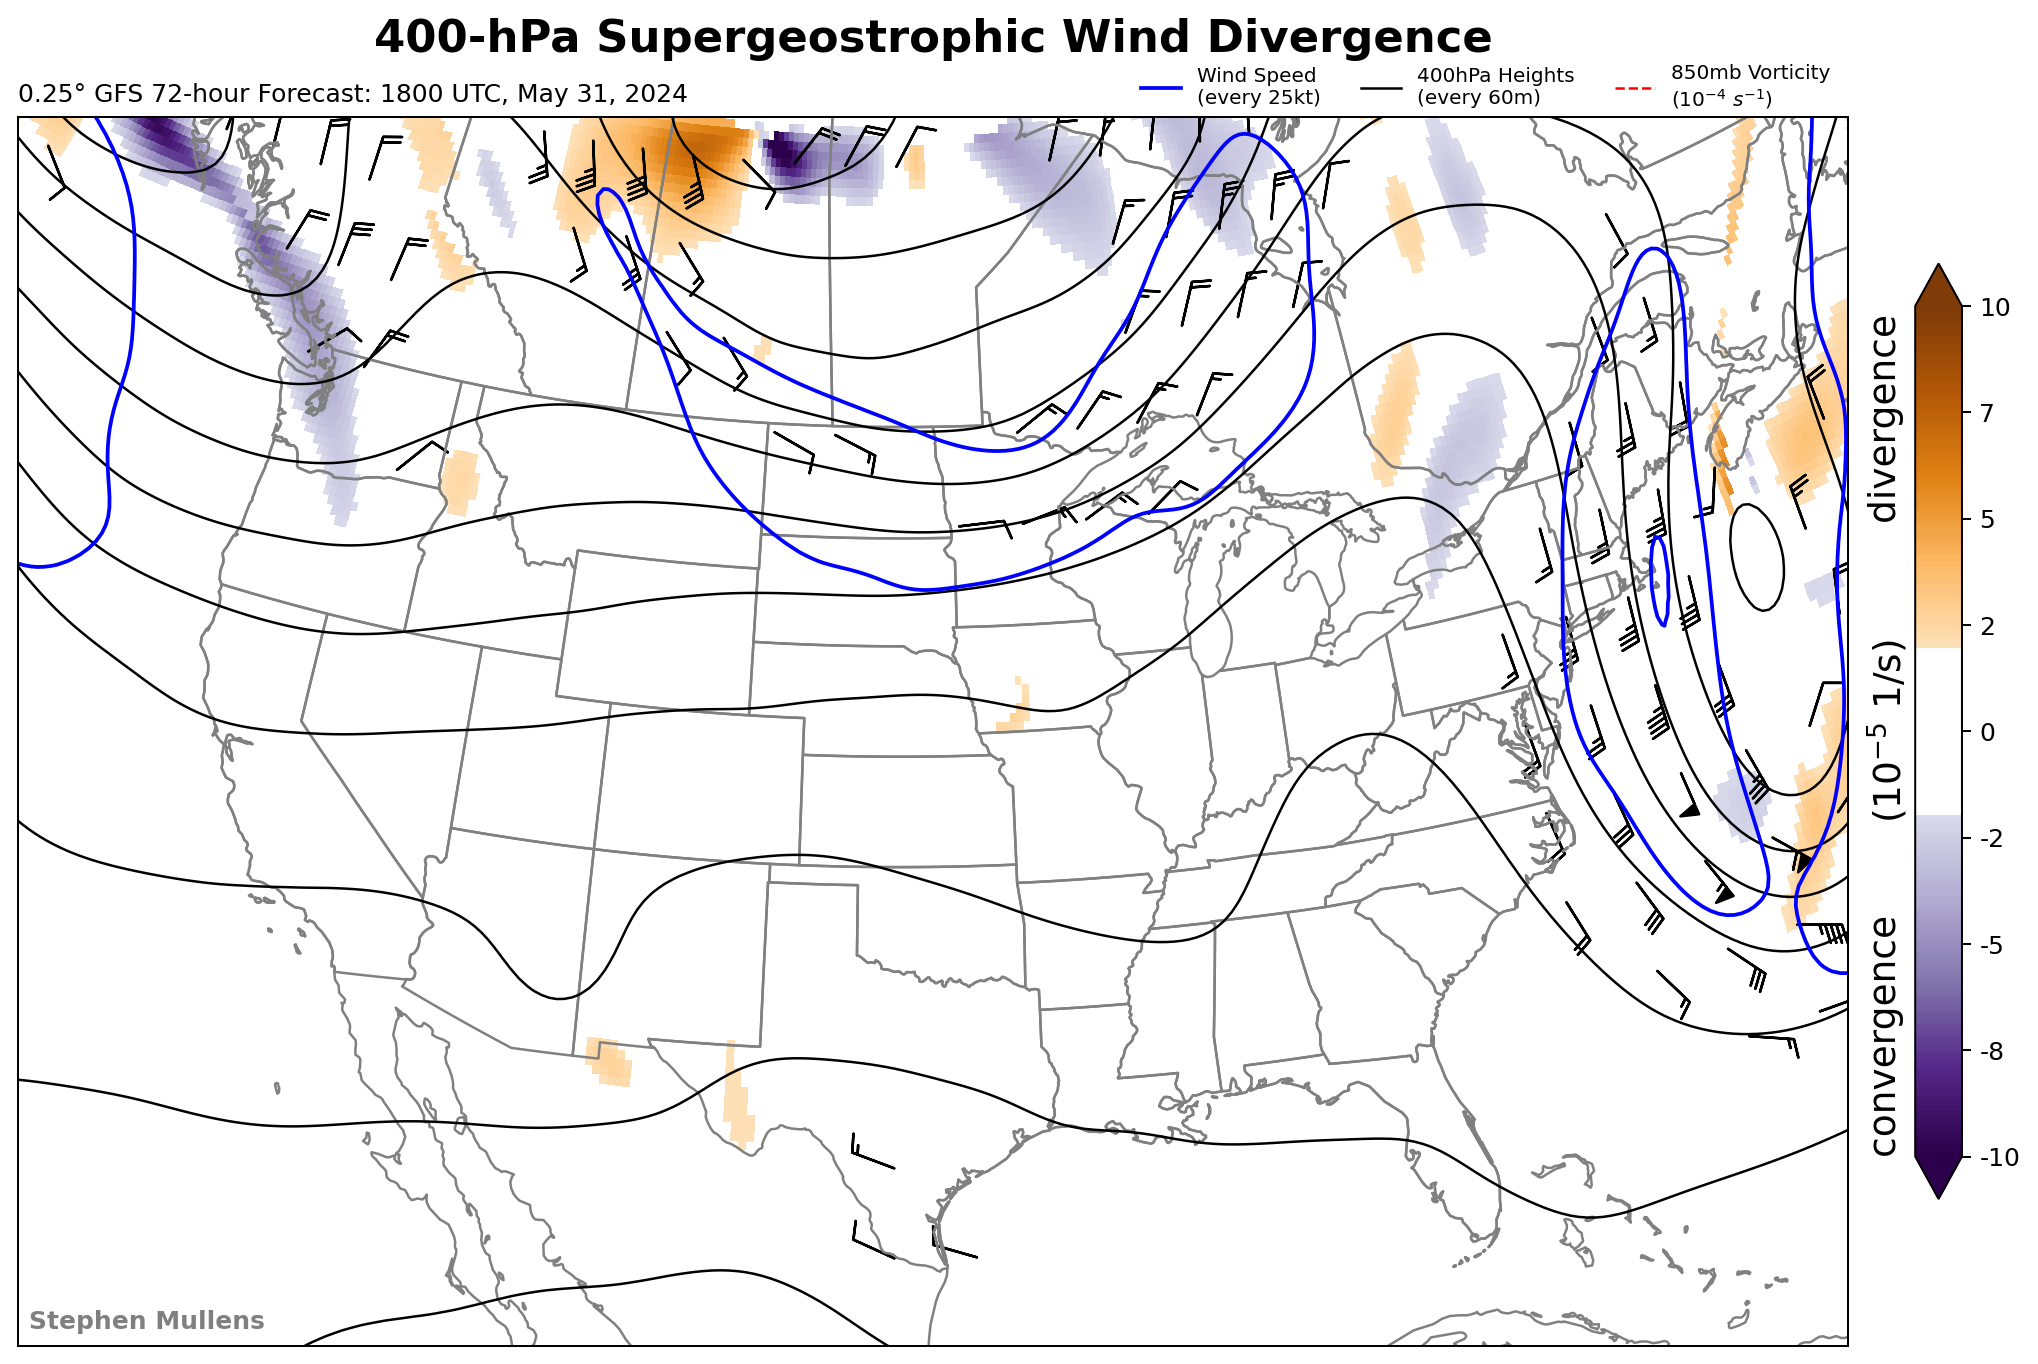 400-hPa Supergeostrophic Wind Divergence
0.25° GFS 72-hour Forecast: 1800 UTC, May 31, 2024
Wind Speed
(every 25kt)
400hPa Heights
(every 60m)
850mb Vorticity
(10⁻⁴ s⁻¹)
10
7
5
2
0
-2
-5
-8
-10
convergence (10⁻⁵ 1/s) divergence
Stephen Mullens